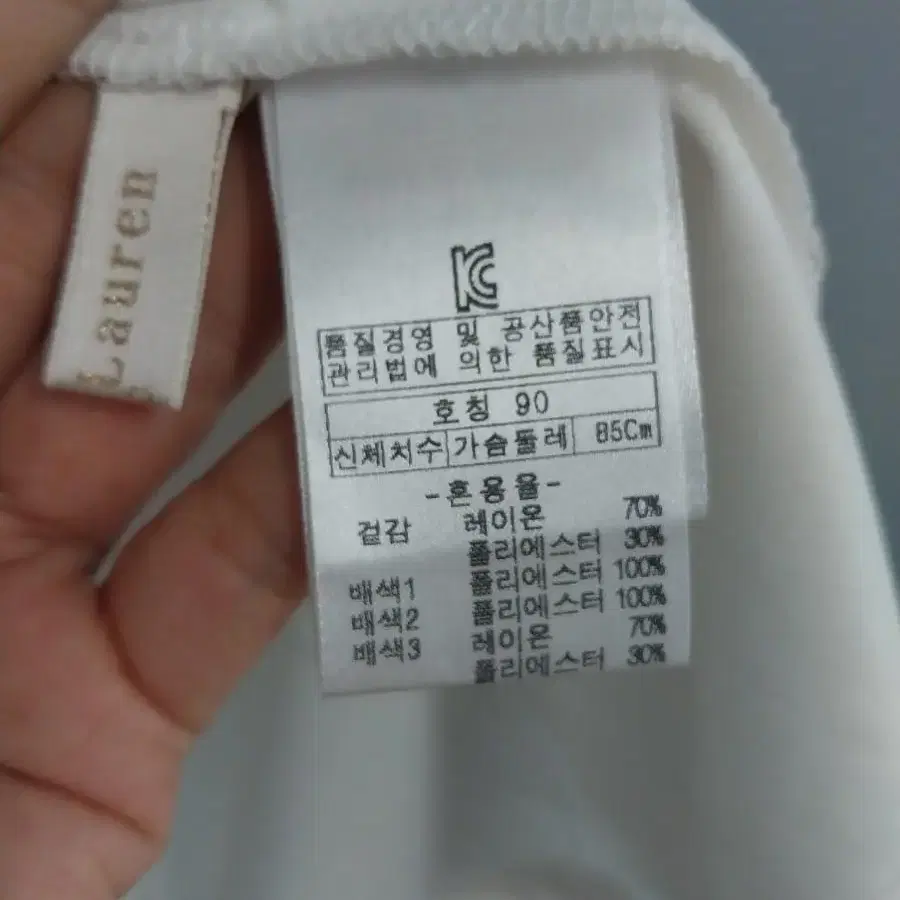 Lauren
KC
품질경영 및 공산품안전
관리법에 의한 품질표시
호칭 90
신체치수 가슴둘레 85Cm
-혼용율-
겉감 레이온 70%
폴리에스터 30%
배색1 폴리에스터 100%
배색2 폴리에스터 100%
배색3 레이온 70%
폴리에스터 30%